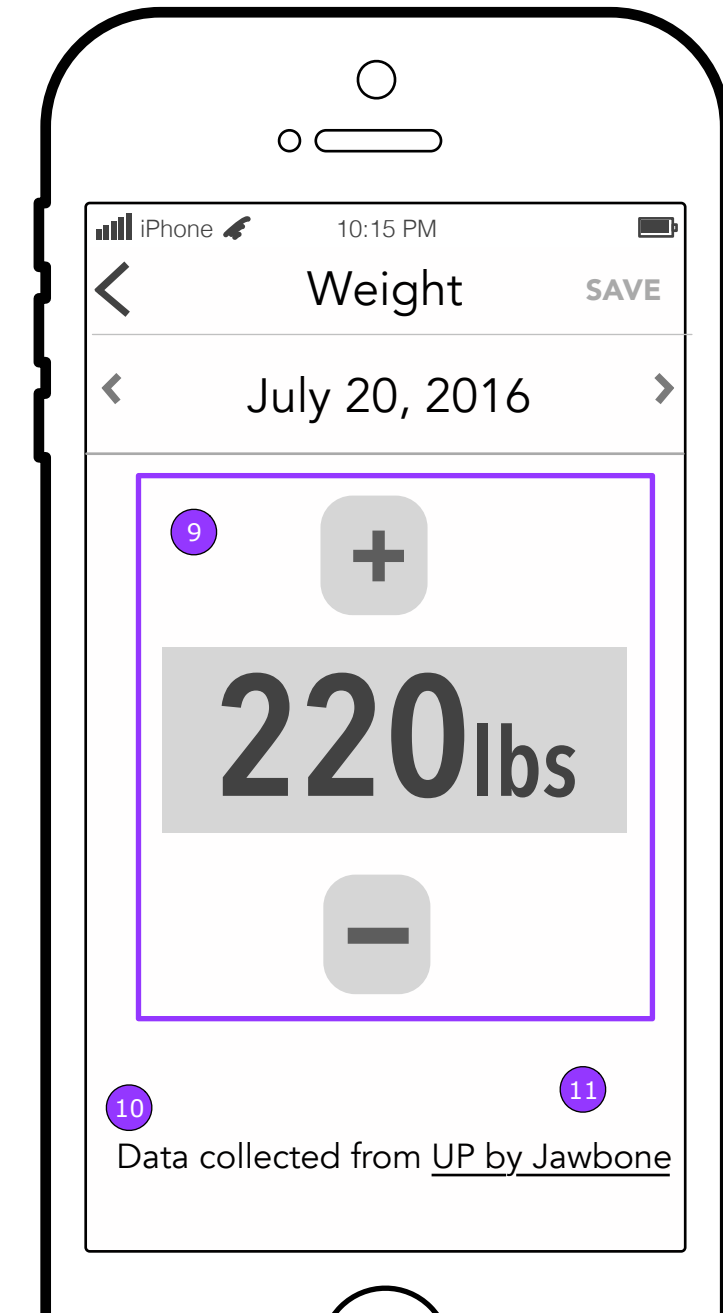 iPhone 10:15 PM
Weight SAVE
July 20, 2016
9
+
220lbs
−
10
11
Data collected from UP by Jawbone